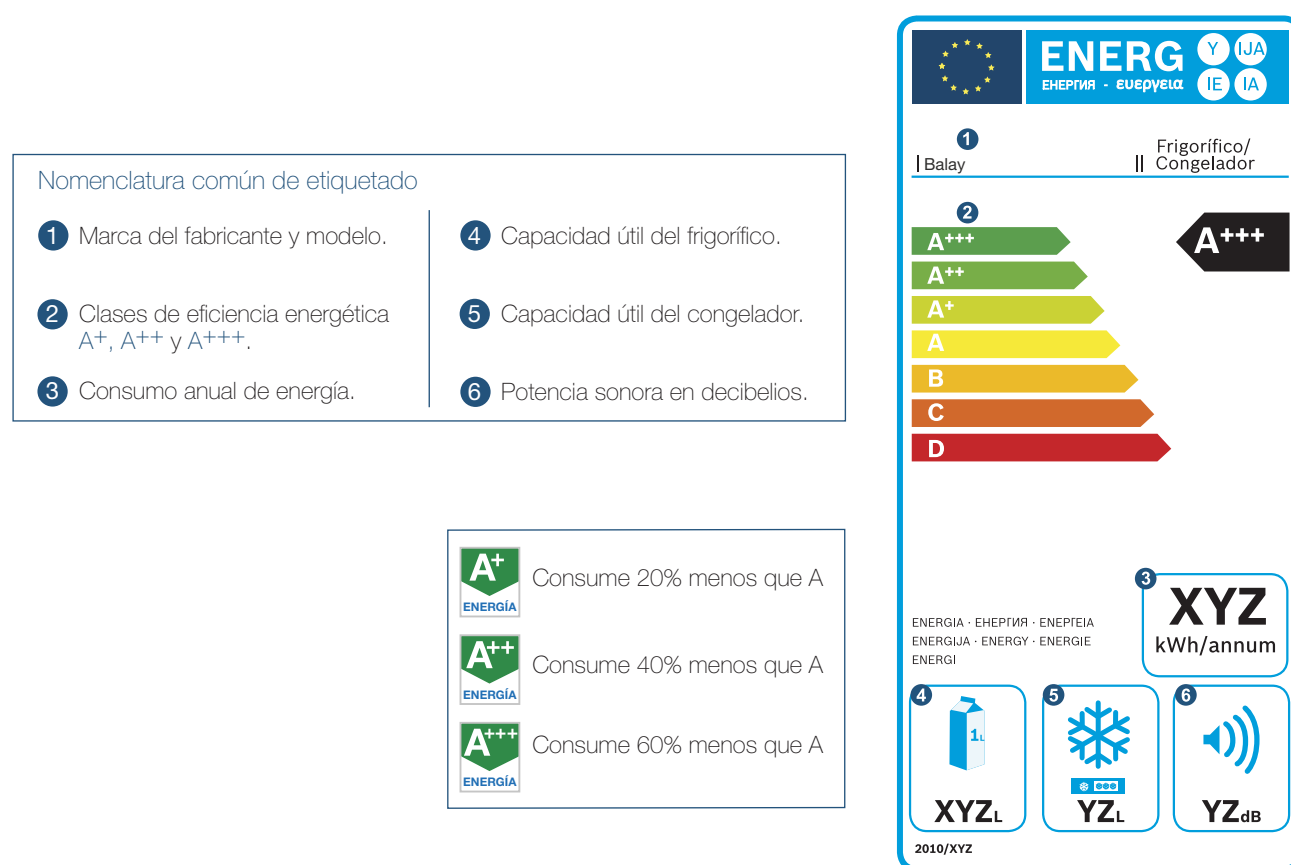 Nomenclatura común de etiquetado
1 Marca del fabricante y modelo.
2 Clases de eficiencia energética
A+, A++ y A+++.
3 Consumo anual de energía.
4 Capacidad útil del frigorífico.
5 Capacidad útil del congelador.
6 Potencia sonora en decibelios.
A+
ENERGÍA
Consume 20% menos que A
A++
ENERGÍA
Consume 40% menos que A
A+++
ENERGÍA
Consume 60% menos que A
ENERG Y IJA
ЕНЕРГИЯ - ενεργεια IE IA
1
I Balay
II Frigorífico/
Congelador
2
A+++
A+++
A++
A+
A
B
C
D
3
XYZ
kWh/annum
ENERGIA · ЕНЕРГИЯ · ΕΝΕΡΓΕΙΑ
ENERGIJA · ENERGY · ENERGIE
ENERGI
4
1L
XYZL
5
YZL
6
YZdB
2010/XYZ